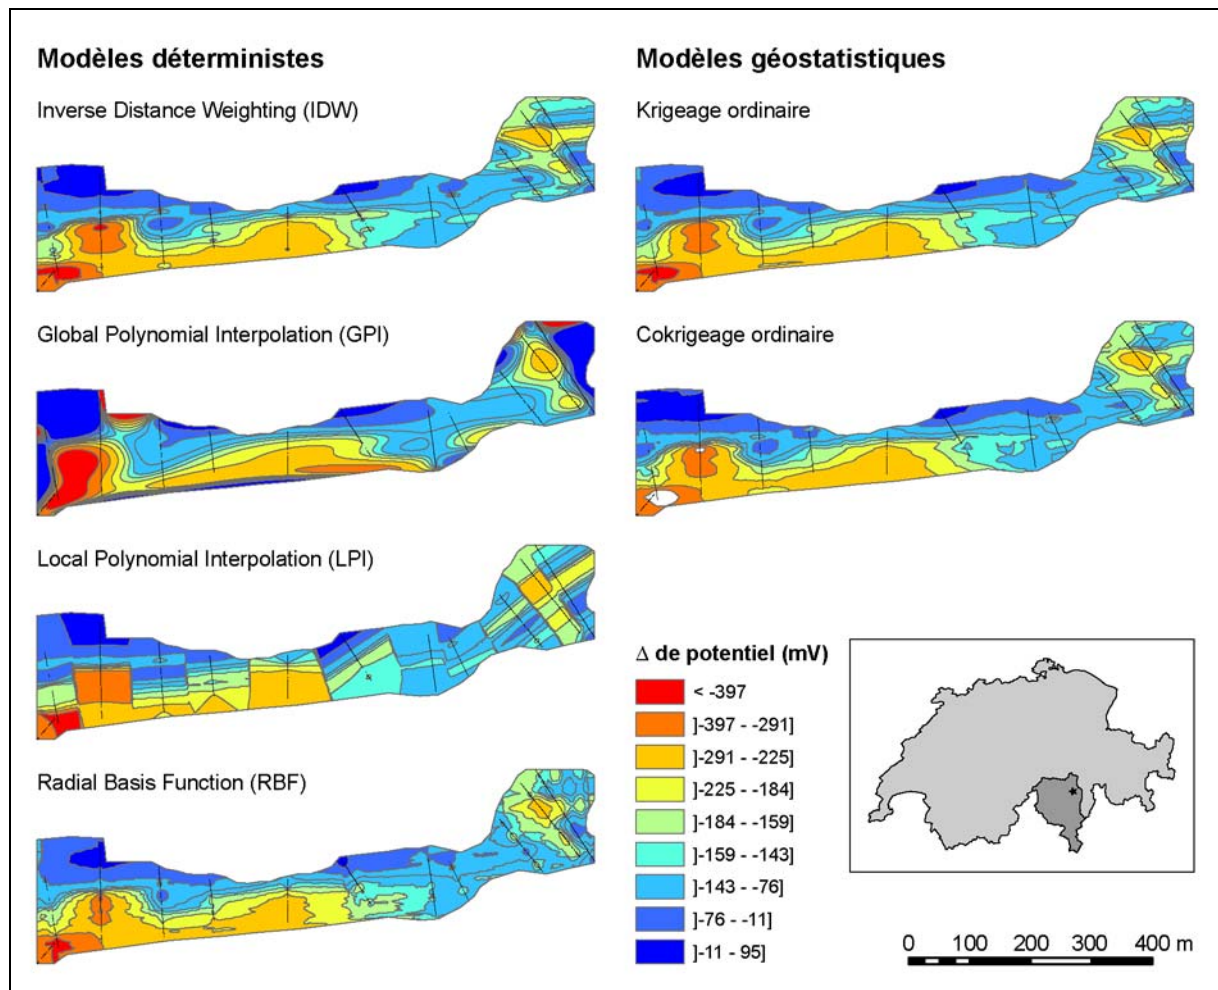 Modèles déterministes
Modèles géostatistiques
Inverse Distance Weighting (IDW)
Krigeage ordinaire
Global Polynomial Interpolation (GPI)
Cokrigeage ordinaire
Local Polynomial Interpolation (LPI)
Radial Basis Function (RBF)
Δ de potentiel (mV)
< -397
]-397 - -291]
]-291 - -225]
]-225 - -184]
]-184 - -159]
]-159 - -143]
]-143 - -76]
]-76 - -11]
]-11 - 95]
0 100 200 300 400 m